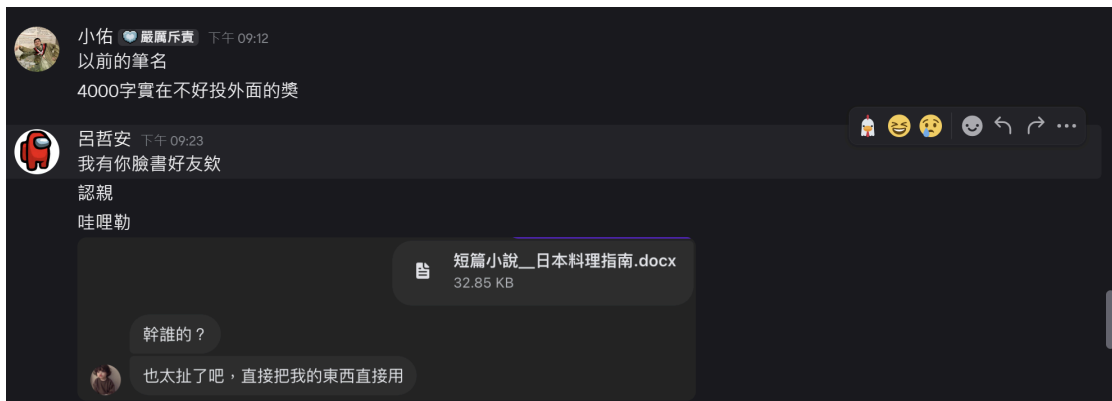 小佑 嚴厲斥責 下午 09:12
以前的筆名
4000字實在不好投外面的獎
呂哲安 下午 09:23
我有你臉書好友欸
認親
哇哩勒
短篇小說__日本料理指南.docx
32.85 KB
幹誰的？
也太扯了吧，直接把我的東西直接用